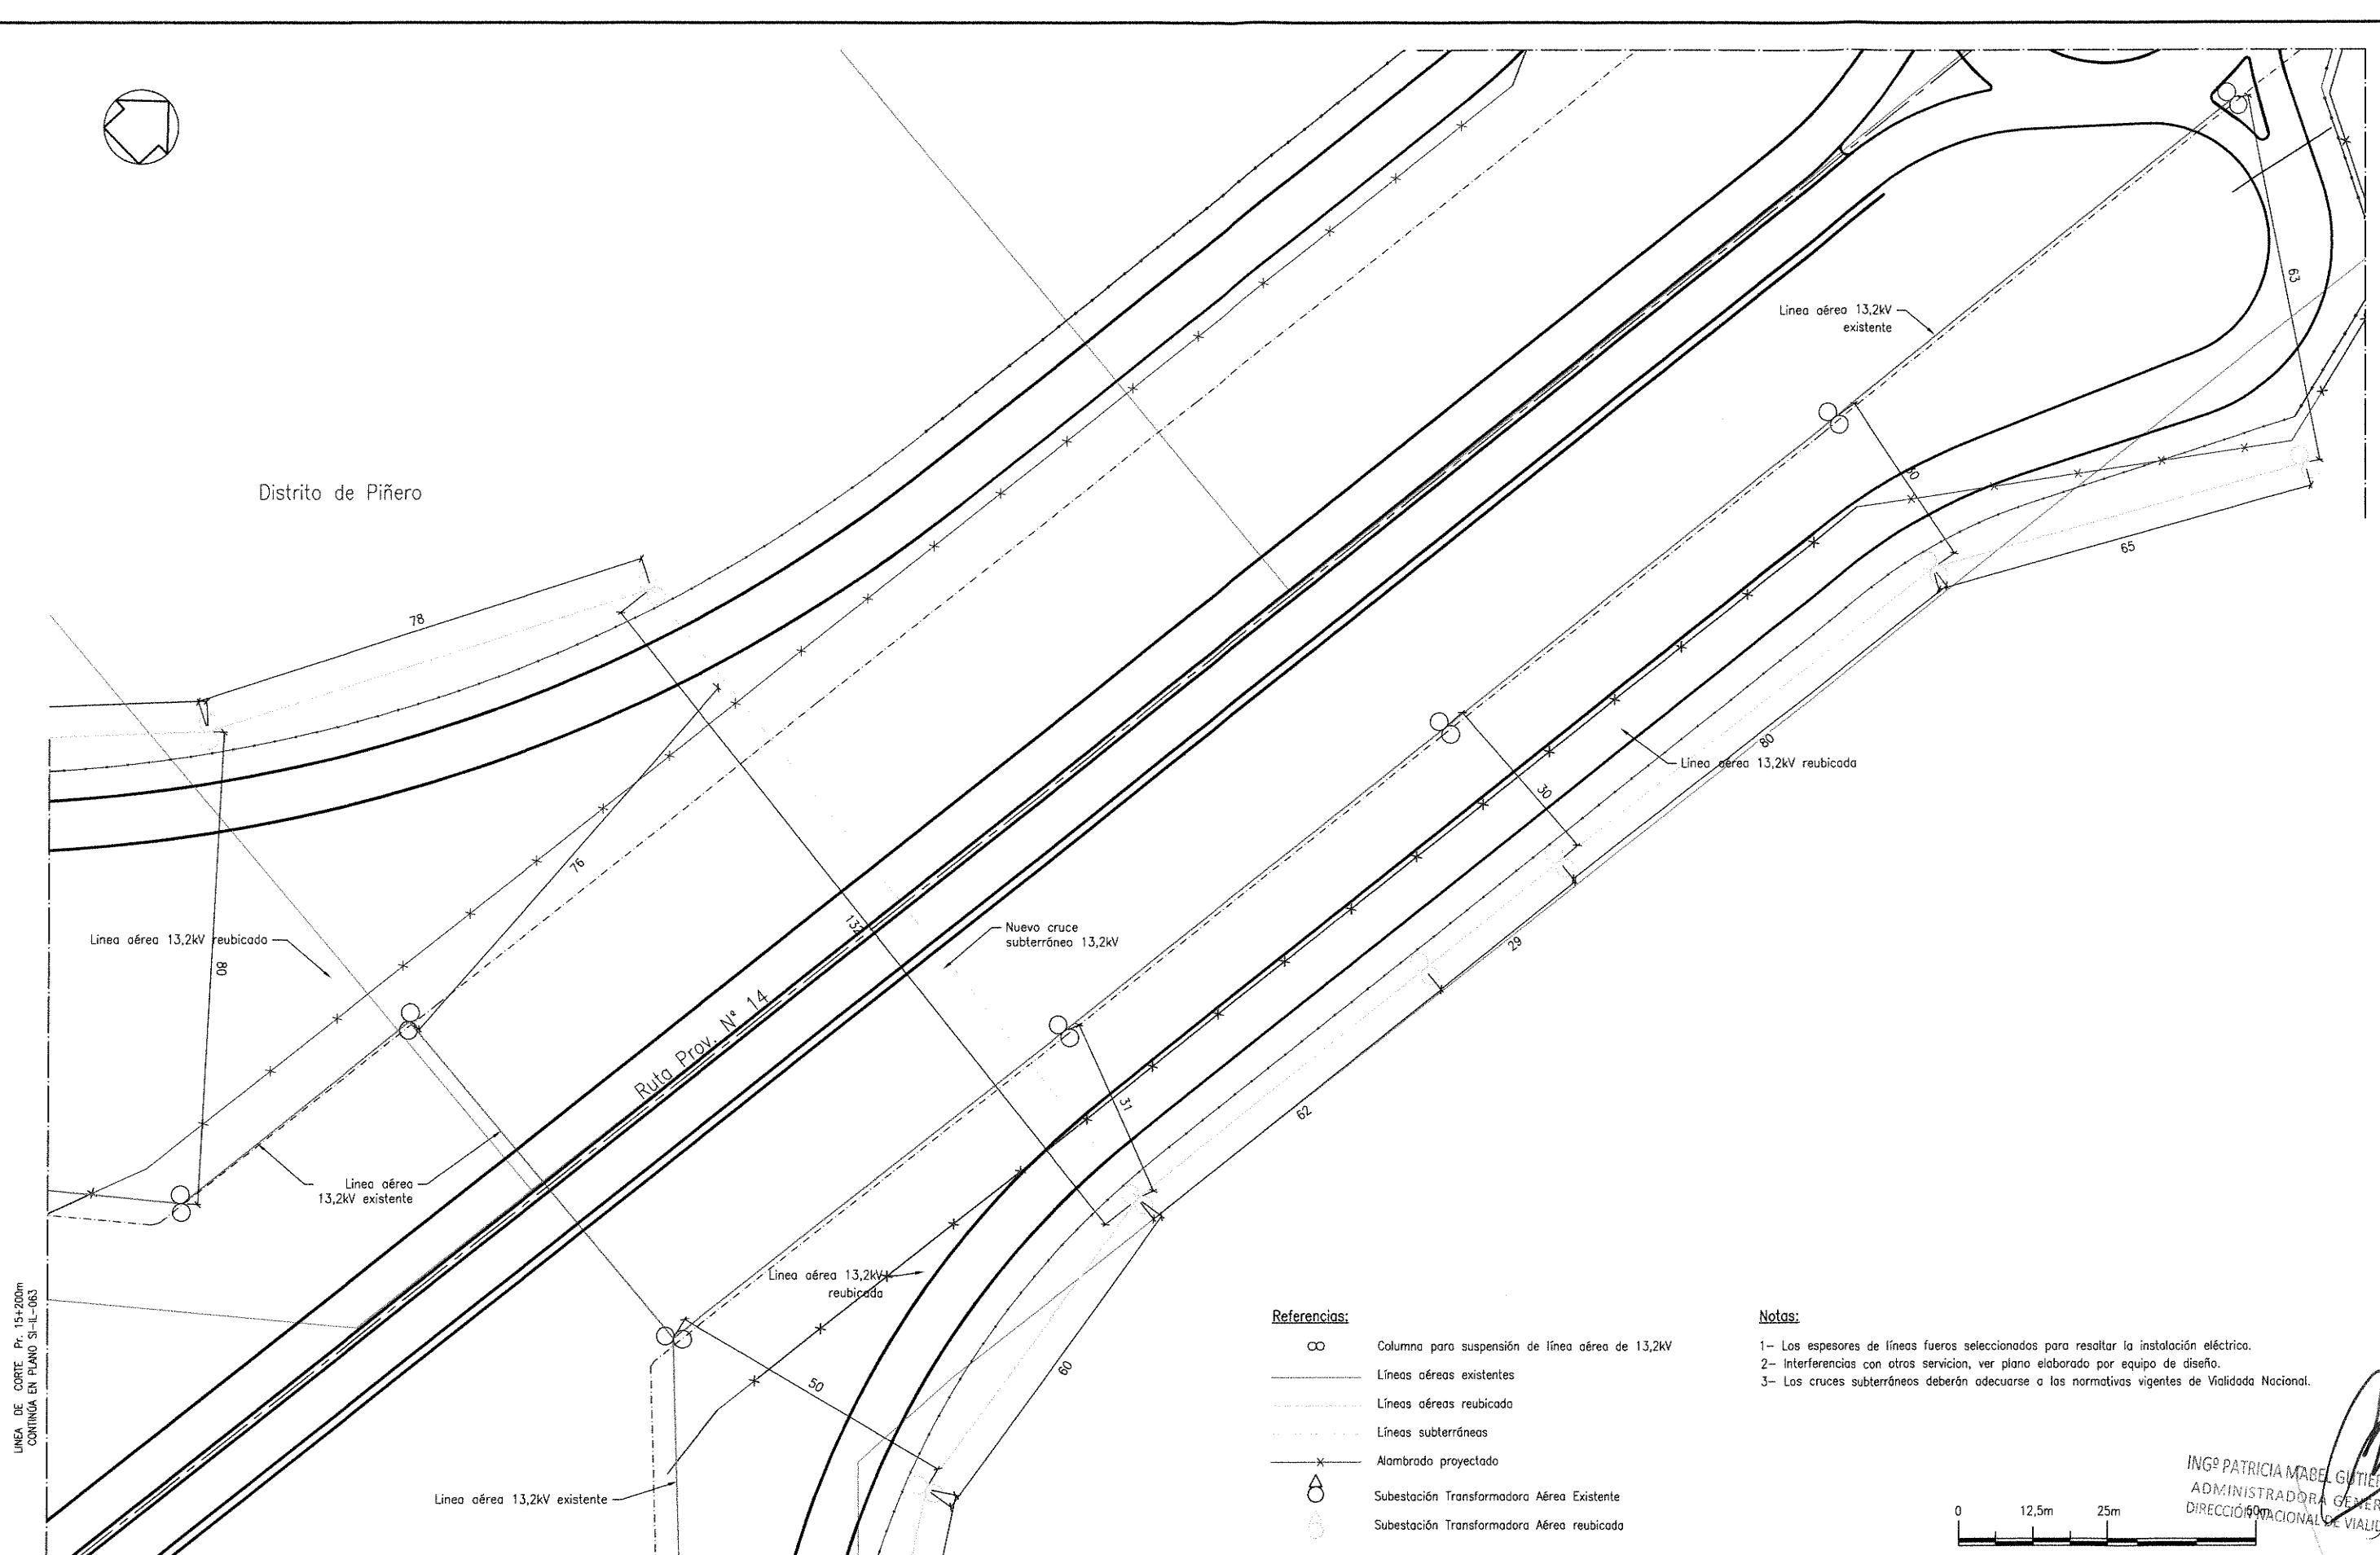 Distrito de Piñero
Linea aérea 13,2kV
existente
63
65
78
30
80
Linea aérea 13,2kV reubicada
76
132
Nuevo cruce
subterráneo 13,2kV
29
Linea aérea 13,2kV reubicada
80
Ruta Prov. Nº 14
31
62
Linea aérea
13,2kV existente
Linea aérea 13,2kV
reubicada
50
60
Linea aérea 13,2kV existente
LINEA DE CORTE Pr. 15+200m
CONTINÚA EN PLANO SI-IL-063
Referencias:
Columna para suspensión de línea aérea de 13,2kV
Líneas aéreas existentes
Líneas aéreas reubicada
Líneas subterráneas
Alambrado proyectado
Subestación Transformadora Aérea Existente
Subestación Transformadora Aérea reubicada
Notas:
1- Los espesores de líneas fueros seleccionados para resaltar la instalación eléctrica.
2- Interferencias con otros servicion, ver plano elaborado por equipo de diseño.
3- Los cruces subterráneos deberán adecuarse a las normativas vigentes de Vialidada Nacional.
0 12,5m 25m 50m
INGº PATRICIA MABEL
ADMINISTRADORA
DIRECCIÓN NACIONAL DE